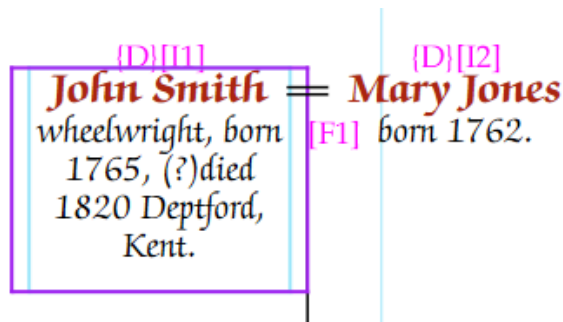 {D}[I1] {D}[I2]
John Smith = Mary Jones
wheelwright, born [F1] born 1762.
1765, (?)died
1820 Deptford,
Kent.